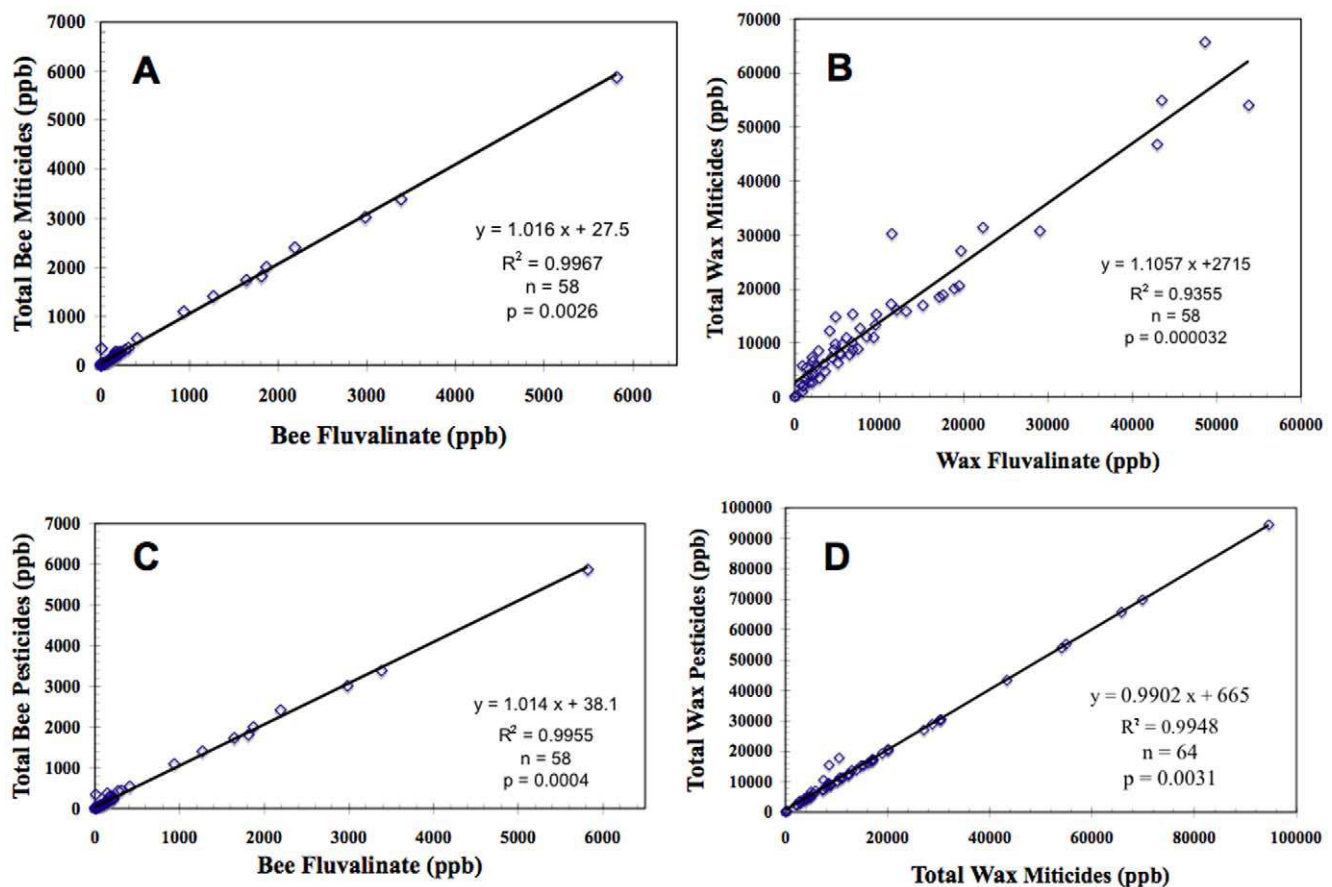 A
Total Bee Miticides (ppb)
7000
6000
5000
4000
3000
2000
1000
0
y = 1.016 x + 27.5
R² = 0.9967
n = 58
p = 0.0026
0 1000 2000 3000 4000 5000 6000
Bee Fluvalinate (ppb)
B
Total Wax Miticides (ppb)
70000
60000
50000
40000
30000
20000
10000
0
y = 1.1057 x +2715
R² = 0.9355
n = 58
p = 0.000032
0 10000 20000 30000 40000 50000 60000
Wax Fluvalinate (ppb)
C
Total Bee Pesticides (ppb)
7000
6000
5000
4000
3000
2000
1000
0
y = 1.014 x + 38.1
R² = 0.9955
n = 58
p = 0.0004
0 1000 2000 3000 4000 5000 6000
Bee Fluvalinate (ppb)
D
Total Wax Pesticides (ppb)
100000
90000
80000
70000
60000
50000
40000
30000
20000
10000
0
y = 0.9902 x + 665
R² = 0.9948
n = 64
p = 0.0031
0 20000 40000 60000 80000 100000
Total Wax Miticides (ppb)